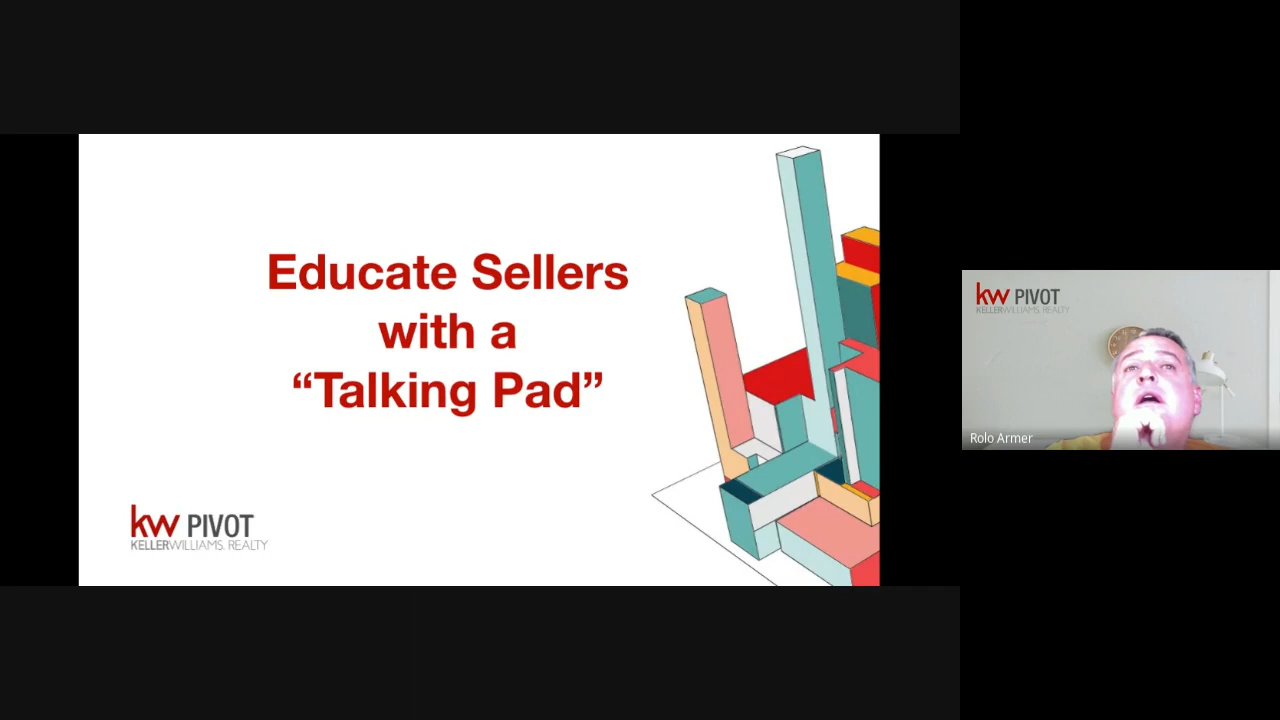 Educate Sellers
with a
“Talking Pad”
kw PIVOT
KELLERWILLIAMS. REALTY
kw PIVOT
KELLERWILLIAMS. REALTY
Rolo Armer